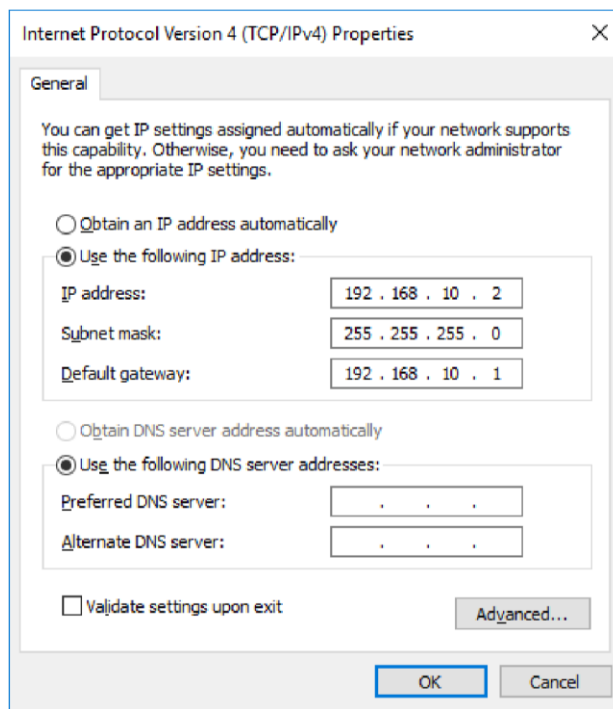 Internet Protocol Version 4 (TCP/IPv4) Properties
General
You can get IP settings assigned automatically if your network supports
this capability. Otherwise, you need to ask your network administrator
for the appropriate IP settings.
Obtain an IP address automatically
Use the following IP address:
IP address: 192 . 168 . 10 . 2
Subnet mask: 255 . 255 . 255 . 0
Default gateway: 192 . 168 . 10 . 1
Obtain DNS server address automatically
Use the following DNS server addresses:
Preferred DNS server: . . .
Alternate DNS server: . . .
Validate settings upon exit
Advanced...
OK Cancel